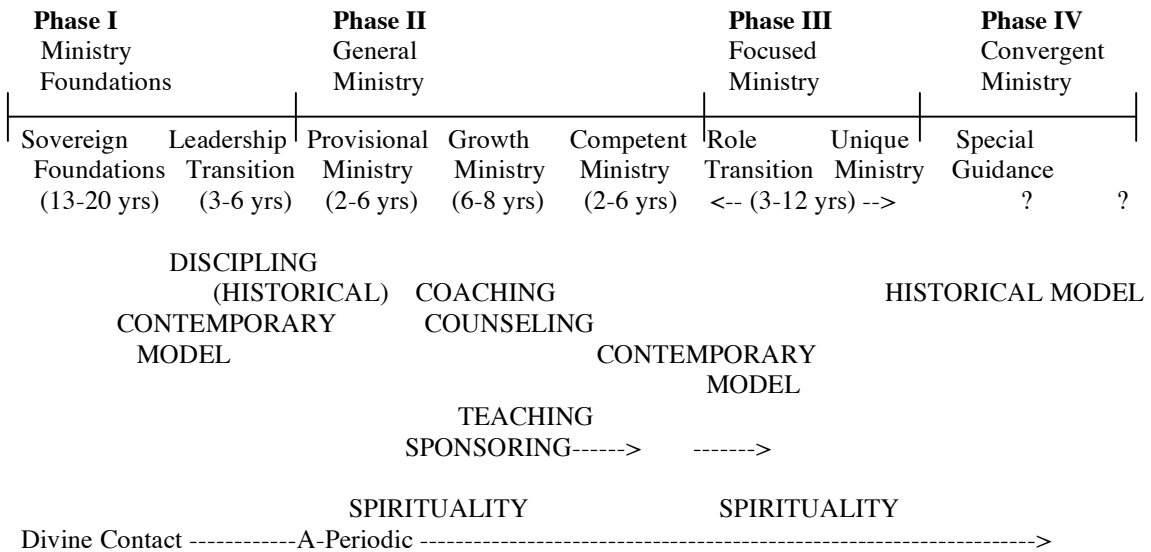 Phase I Phase II Phase III Phase IV
Ministry General Focused Convergent
Foundations Ministry Ministry Ministry
Sovereign Leadership Provisional Growth Competent Role Unique Special
Foundations Transition Ministry Ministry Ministry Transition Ministry Guidance
(13-20 yrs) (3-6 yrs) (2-6 yrs) (6-8 yrs) (2-6 yrs) <-- (3-12 yrs) --> ? ?
DISCIPLING
(HISTORICAL) COACHING HISTORICAL MODEL
CONTEMPORARY COUNSELING
MODEL CONTEMPORARY
MODEL
TEACHING
SPONSORING------> ------->
SPIRITUALITY SPIRITUALITY
Divine Contact ------------A-Periodic ---------------------------------------------------------------------->